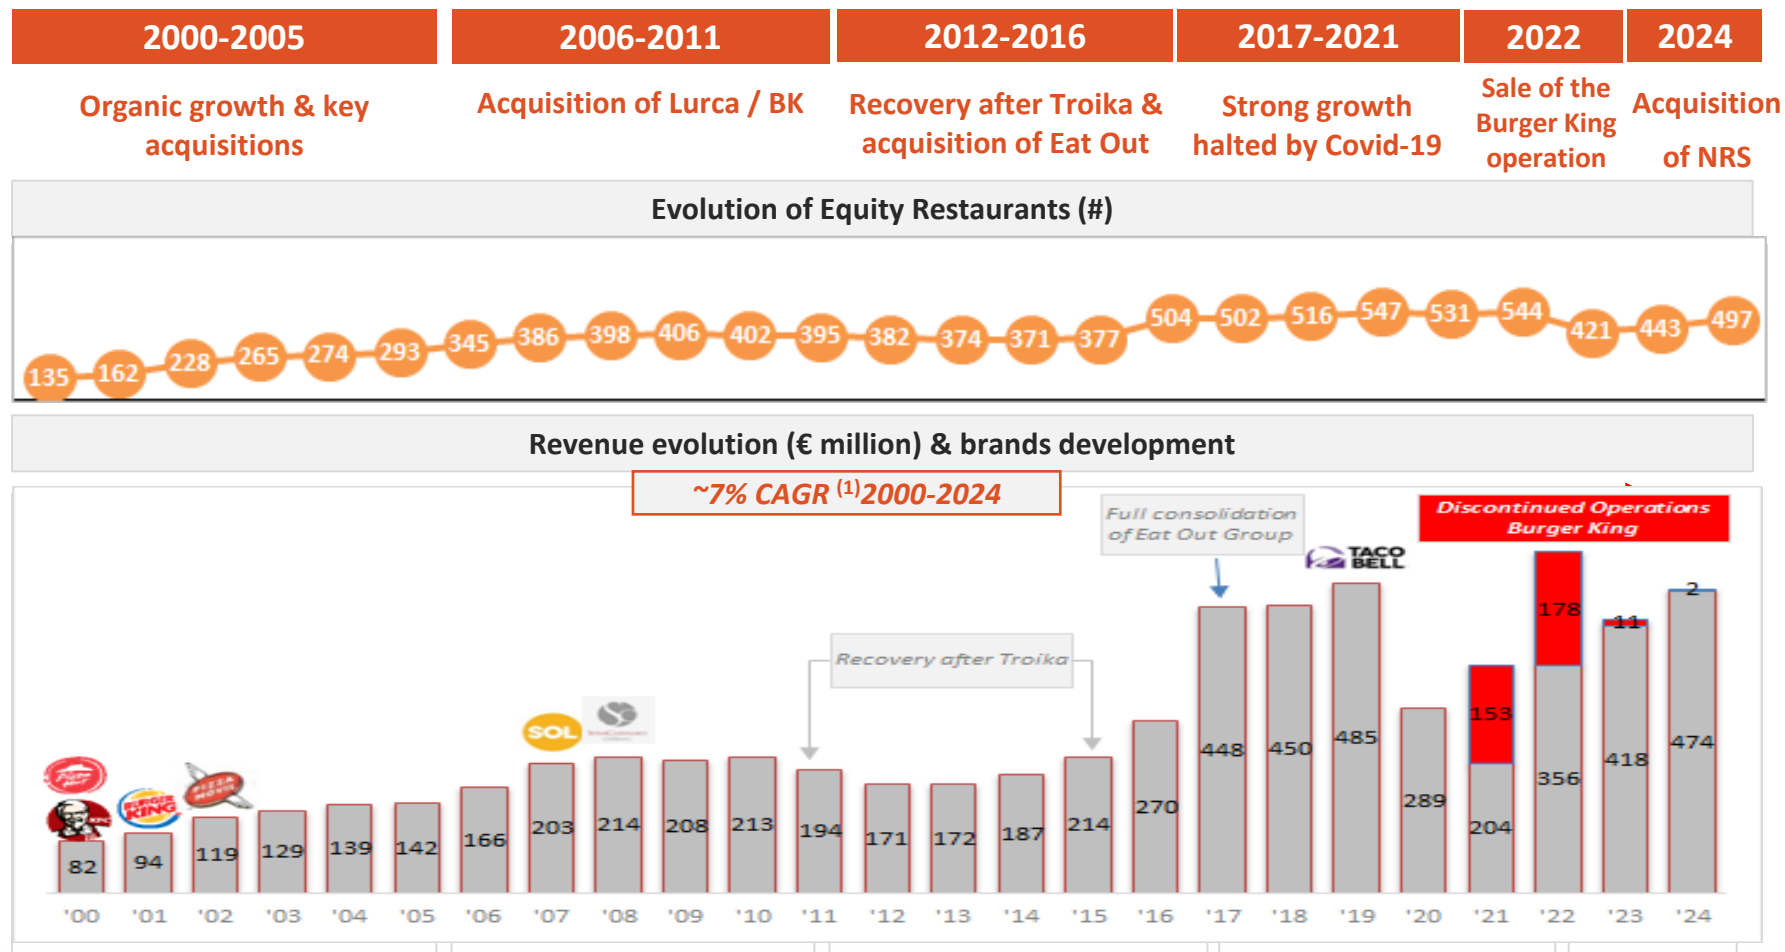 2000-2005
2006-2011
2012-2016
2017-2021
2022
2024
Organic growth & key
acquisitions
Acquisition of Lurca / BK
Recovery after Troika &
acquisition of Eat Out
Strong growth
halted by Covid-19
Sale of the
Burger King
operation
Acquisition
of NRS
Evolution of Equity Restaurants (#)
135 162 228 265 274 293 345 386 398 406 402 395 382 374 371 377 504 502 516 547 531 544 421 443 497
Revenue evolution (€ million) & brands development
~7% CAGR (1)2000-2024
Full consolidation
of Eat Out Group
Discontinued Operations
Burger King
TACO
BELL
Recovery after Troika
SOL
Pizza
Hut
KFC
BURGER
KING
PIZZA
MÓVIL
153 178 11 2
82 94 119 129 139 142 166 203 214 208 213 194 171 172 187 214 270 448 450 485 289 204 356 418 474
'00 '01 '02 '03 '04 '05 '06 '07 '08 '09 '10 '11 '12 '13 '14 '15 '16 '17 '18 '19 '20 '21 '22 '23 '24